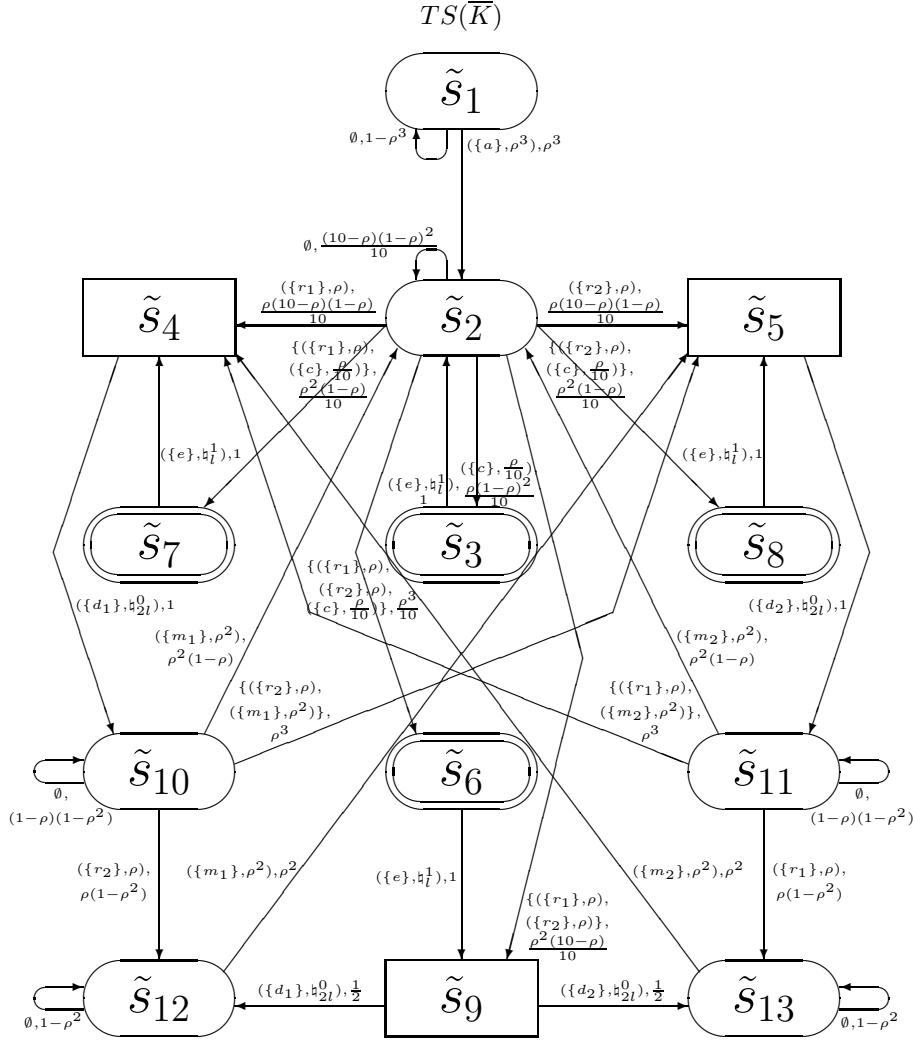 TS(K̅)
s̃₁
∅,1−ρ³
({a},ρ³),ρ³
∅, (10−ρ)(1−ρ)²/10
({r₁},ρ),
ρ(10−ρ)(1−ρ)/10
({r₂},ρ),
ρ(10−ρ)(1−ρ)/10
s̃₄
s̃₂
s̃₅
{({r₁},ρ),
({c},ρ/10)},
ρ²(1−ρ)/10
{({r₂},ρ),
({c},ρ/10)},
ρ²(1−ρ)/10
({e},♮ₗ¹),1
({e},♮ₗ¹),
1
({c},ρ/10),
ρ(1−ρ)²/10
({e},♮ₗ¹),1
s̃₇
s̃₃
s̃₈
({d₁},♮₂ₗ⁰),1
{({r₁},ρ),
({r₂},ρ),
({c},ρ/10)}, ρ³/10
({d₂},♮₂ₗ⁰),1
({m₁},ρ²),
ρ²(1−ρ)
({m₂},ρ²),
ρ²(1−ρ)
{({r₂},ρ),
({m₁},ρ²)},
ρ³
{({r₁},ρ),
({m₂},ρ²)},
ρ³
s̃₁₀
s̃₆
s̃₁₁
∅,
(1−ρ)(1−ρ²)
∅,
(1−ρ)(1−ρ²)
({r₂},ρ),
ρ(1−ρ²)
({m₁},ρ²),ρ²
({e},♮ₗ¹),1
({m₂},ρ²),ρ²
({r₁},ρ),
ρ(1−ρ²)
{({r₁},ρ),
({r₂},ρ)},
ρ²(10−ρ)/10
s̃₁₂
({d₁},♮₂ₗ⁰),1/2
s̃₉
({d₂},♮₂ₗ⁰),1/2
s̃₁₃
∅,1−ρ²
∅,1−ρ²